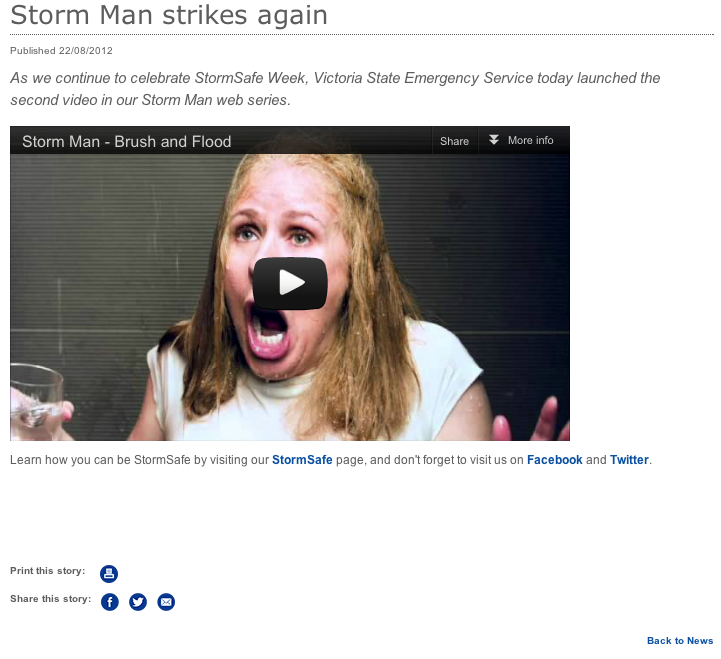 Storm Man strikes again
Published 22/08/2012
As we continue to celebrate StormSafe Week, Victoria State Emergency Service today launched the
second video in our Storm Man web series.
Storm Man - Brush and Flood
Share
More info
Learn how you can be StormSafe by visiting our StormSafe page, and don't forget to visit us on Facebook and Twitter.
Print this story:
Share this story:
Back to News